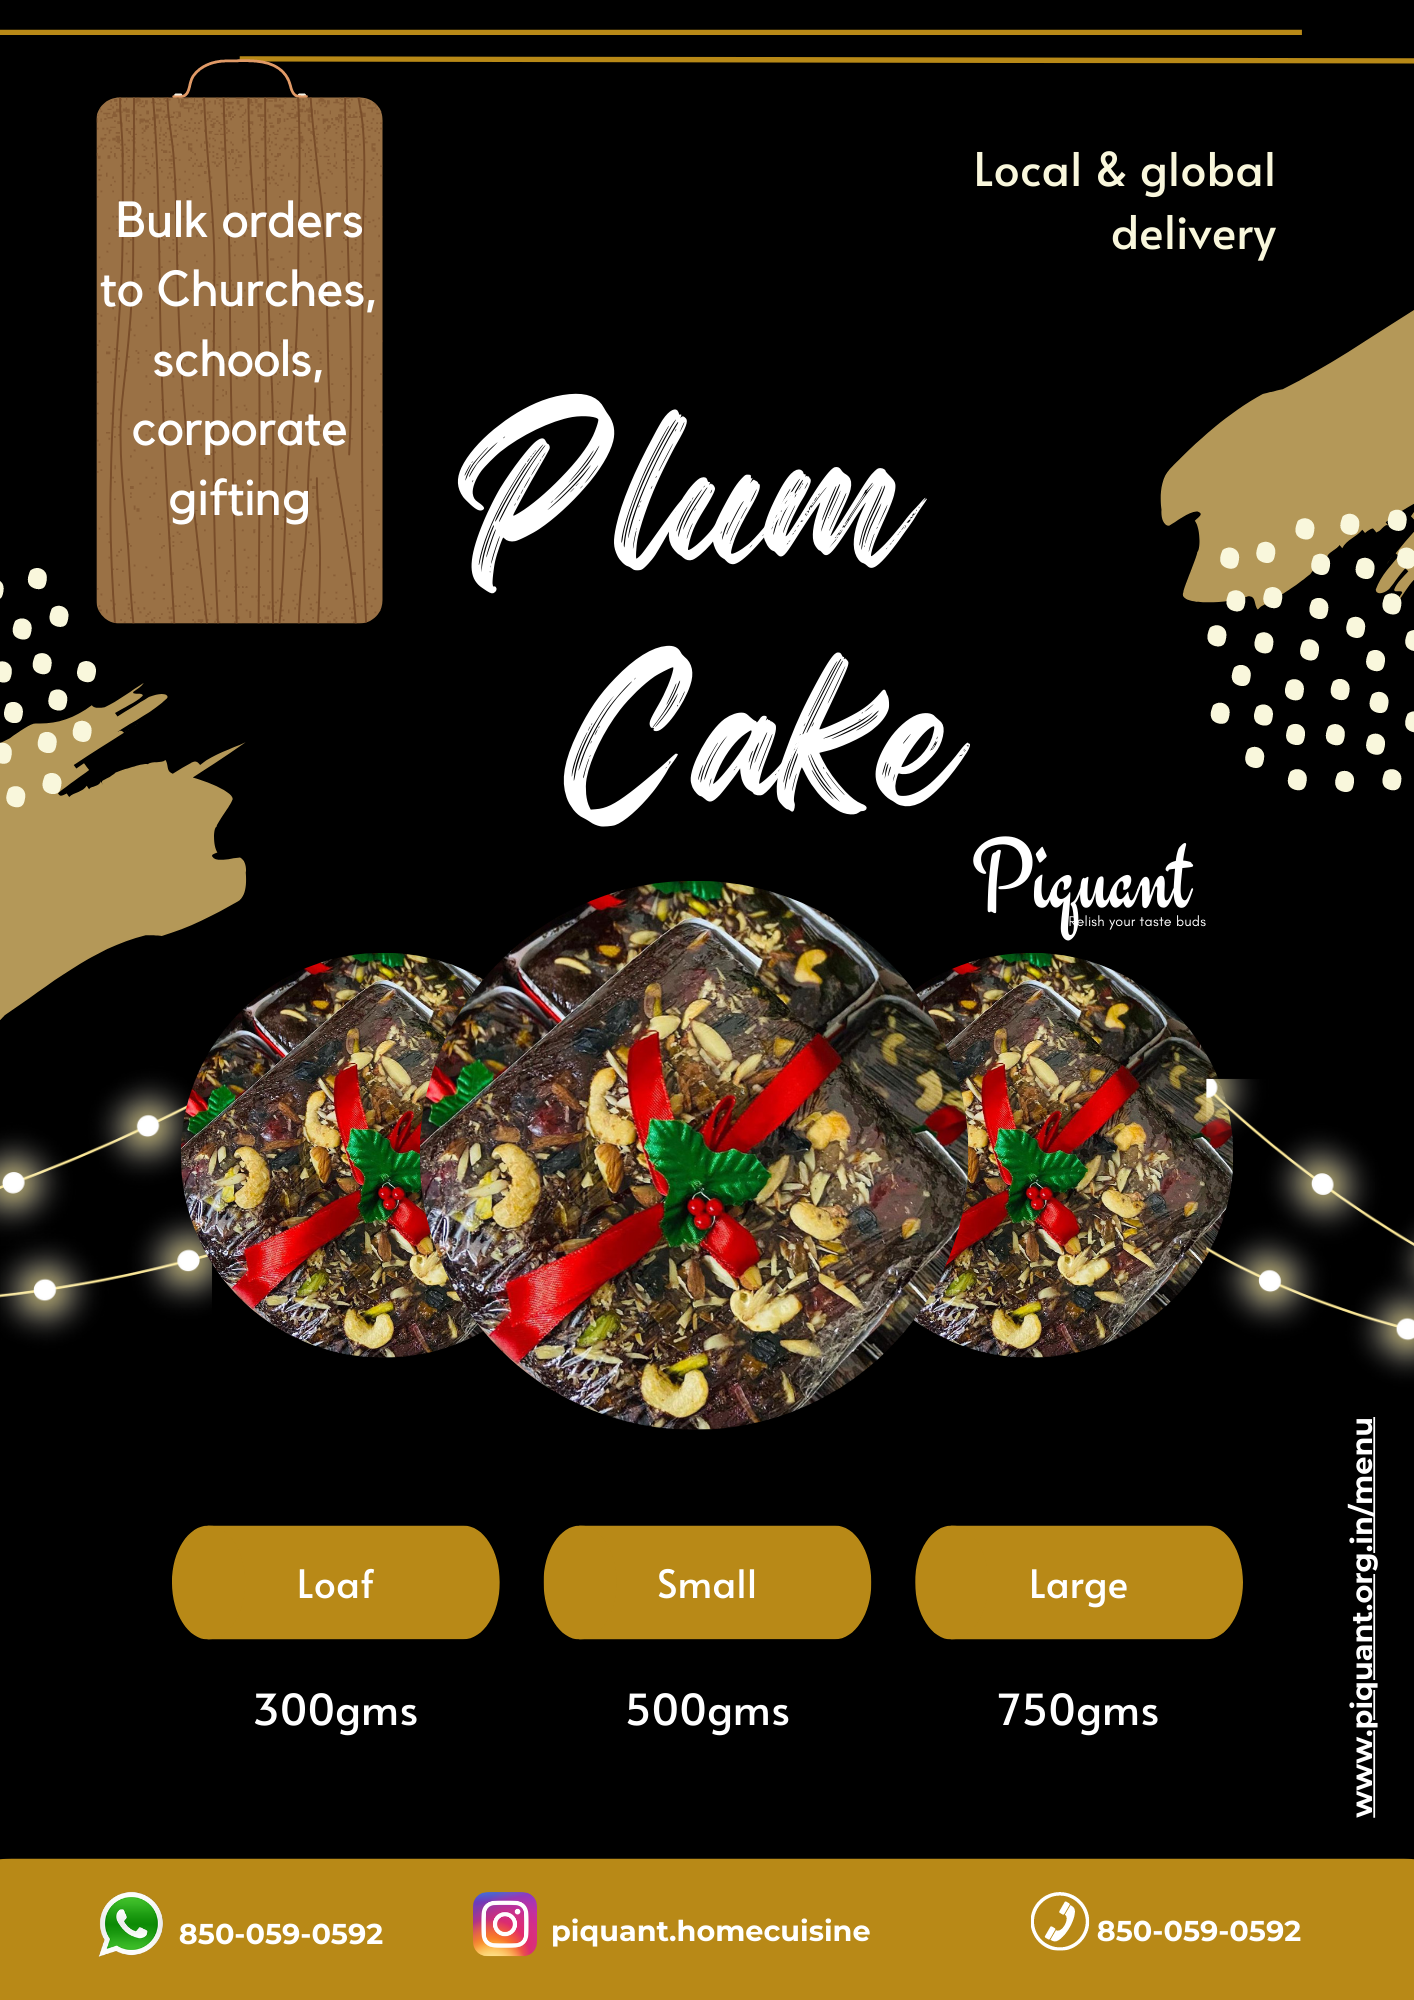 Local & global
delivery
Bulk orders
to Churches,
schools,
corporate
gifting
Plum
Cake
Piquant
Relish your taste buds
Loaf
Small
Large
300gms
500gms
750gms
www.piquant.org.in/menu
850-059-0592
piquant.homecuisine
850-059-0592